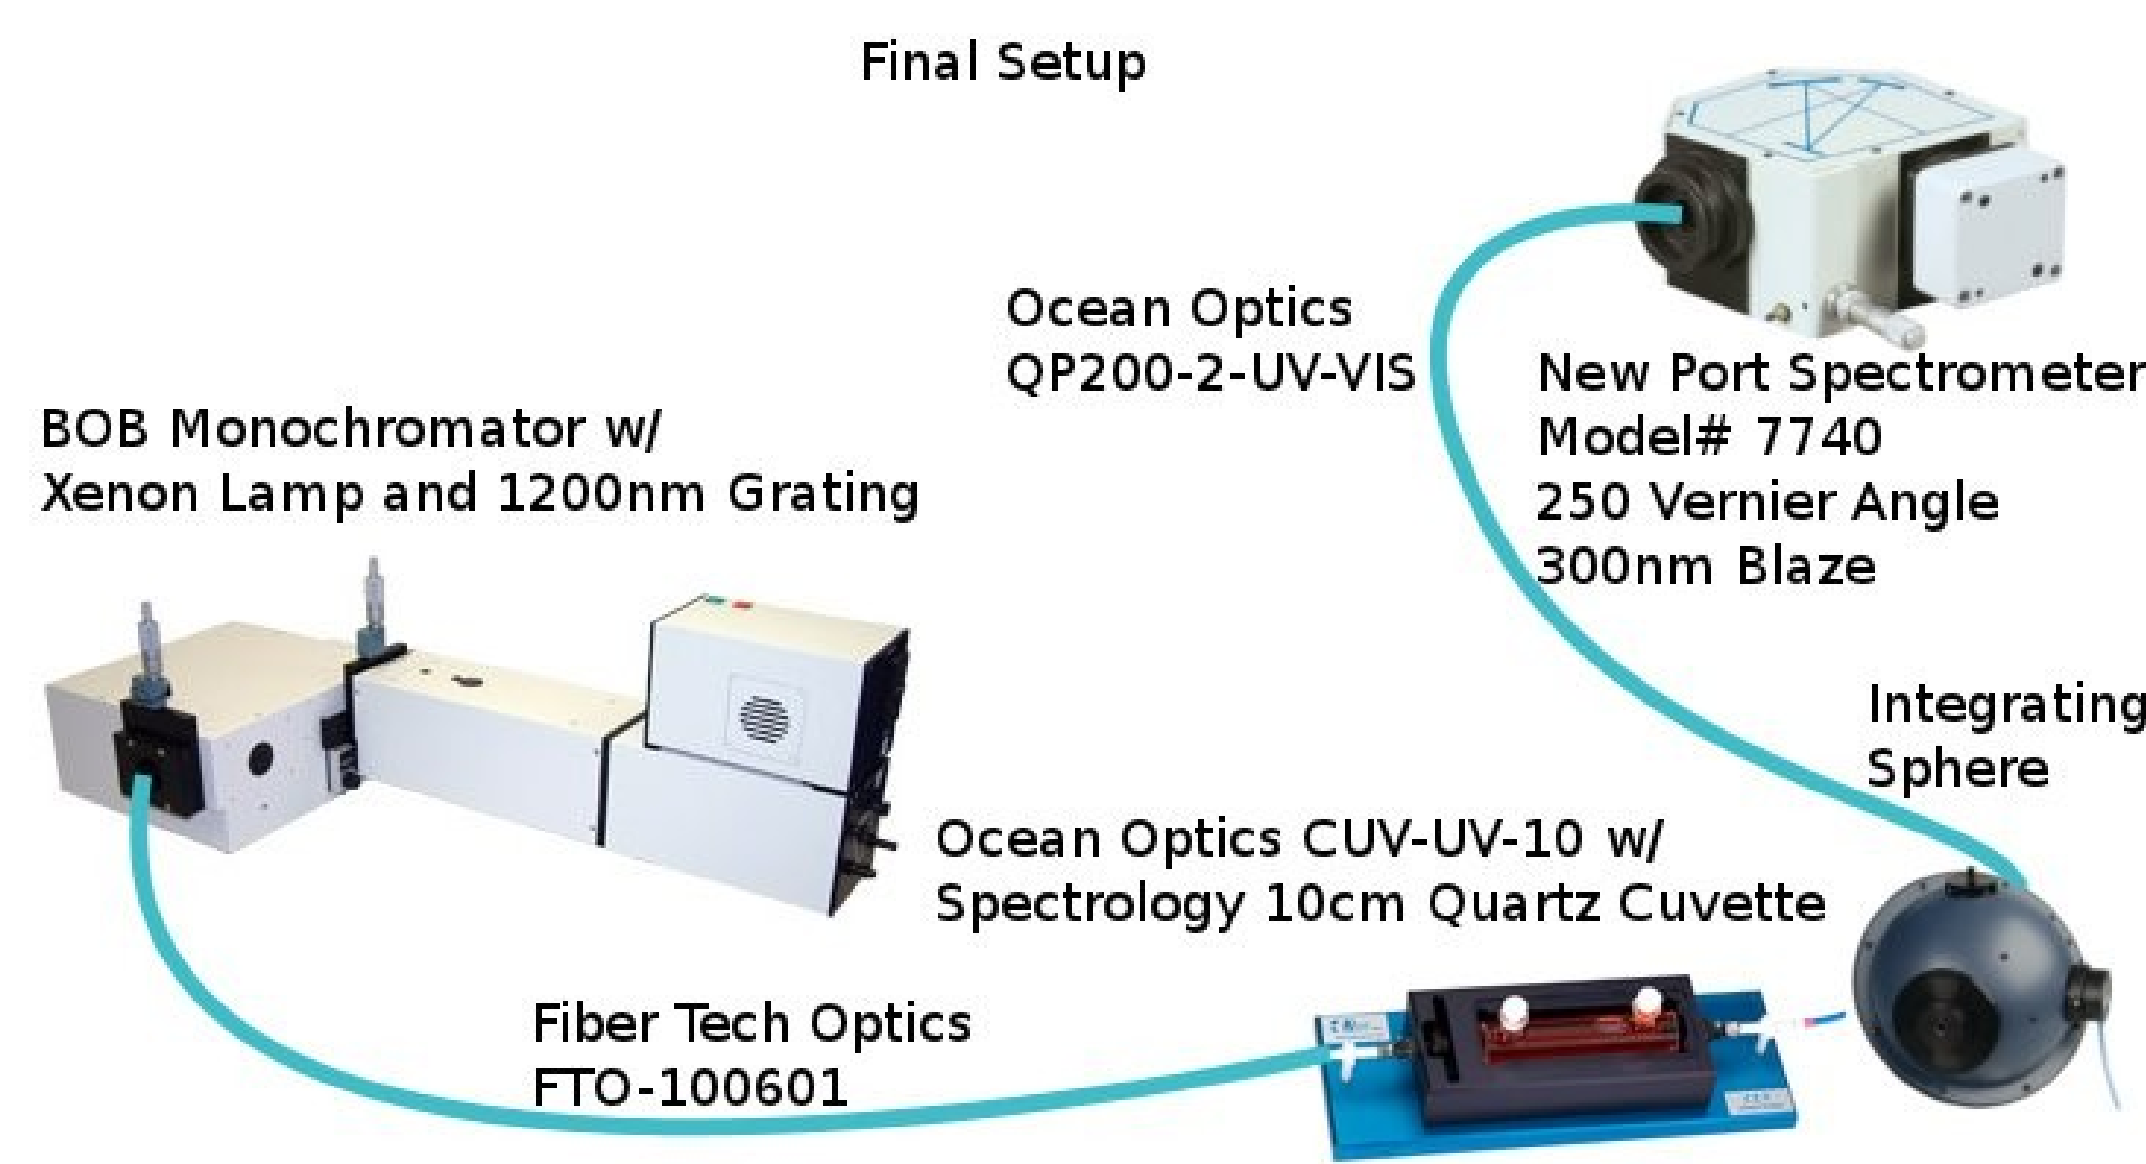 Final Setup
Ocean Optics
QP200-2-UV-VIS
New Port Spectrometer
Model# 7740
250 Vernier Angle
300nm Blaze
BOB Monochromator w/
Xenon Lamp and 1200nm Grating
Integrating
Sphere
Ocean Optics CUV-UV-10 w/
Spectrology 10cm Quartz Cuvette
Fiber Tech Optics
FTO-100601